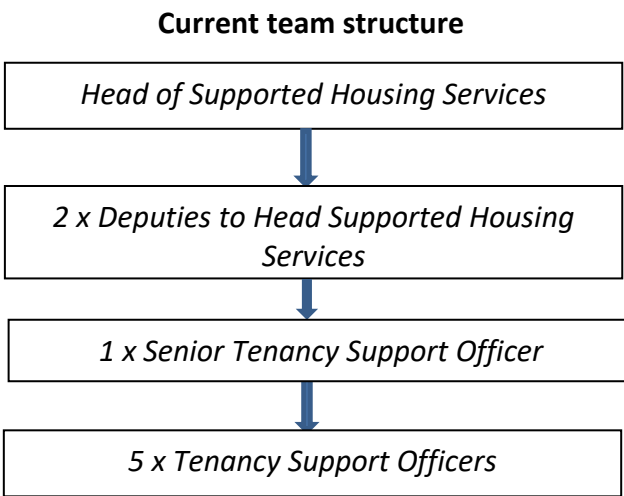 Current team structure
Head of Supported Housing Services
2 x Deputies to Head Supported Housing
Services
1 x Senior Tenancy Support Officer
5 x Tenancy Support Officers